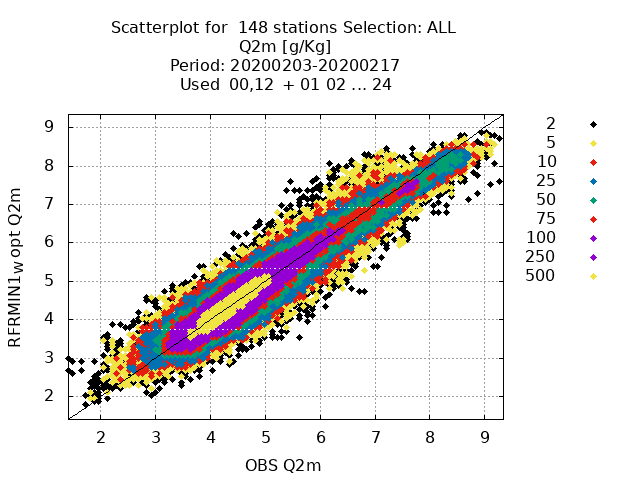 Scatterplot for  148 stations Selection: ALL
Q2m [g/Kg]
Period: 20200203-20200217
Used  00,12  + 01 02 ... 24
2
5
10
25
50
75
100
250
500
9
8
7
6
5
4
3
2
RFRMIN1w opt Q2m
2 3 4 5 6 7 8 9
OBS Q2m